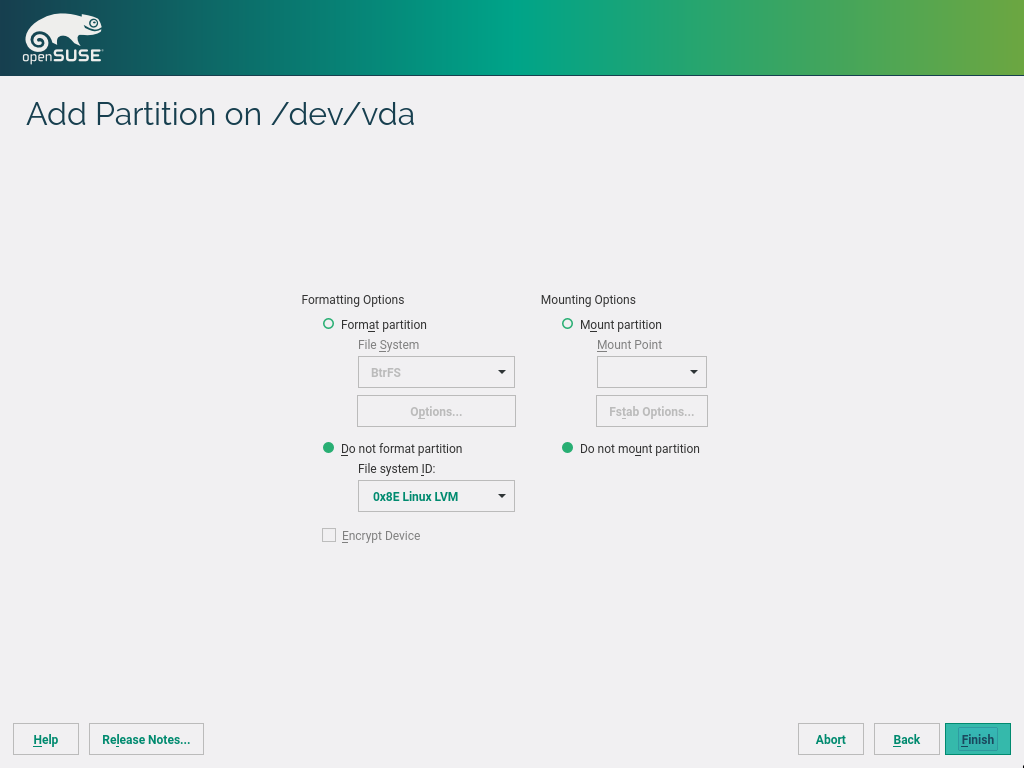 openSUSE
Add Partition on /dev/vda
Formatting Options
Format partition
File System
BtrFS
Options...
Do not format partition
File system ID:
0x8E Linux LVM
Encrypt Device
Mounting Options
Mount partition
Mount Point
Fstab Options...
Do not mount partition
Help
Release Notes...
Abort
Back
Finish